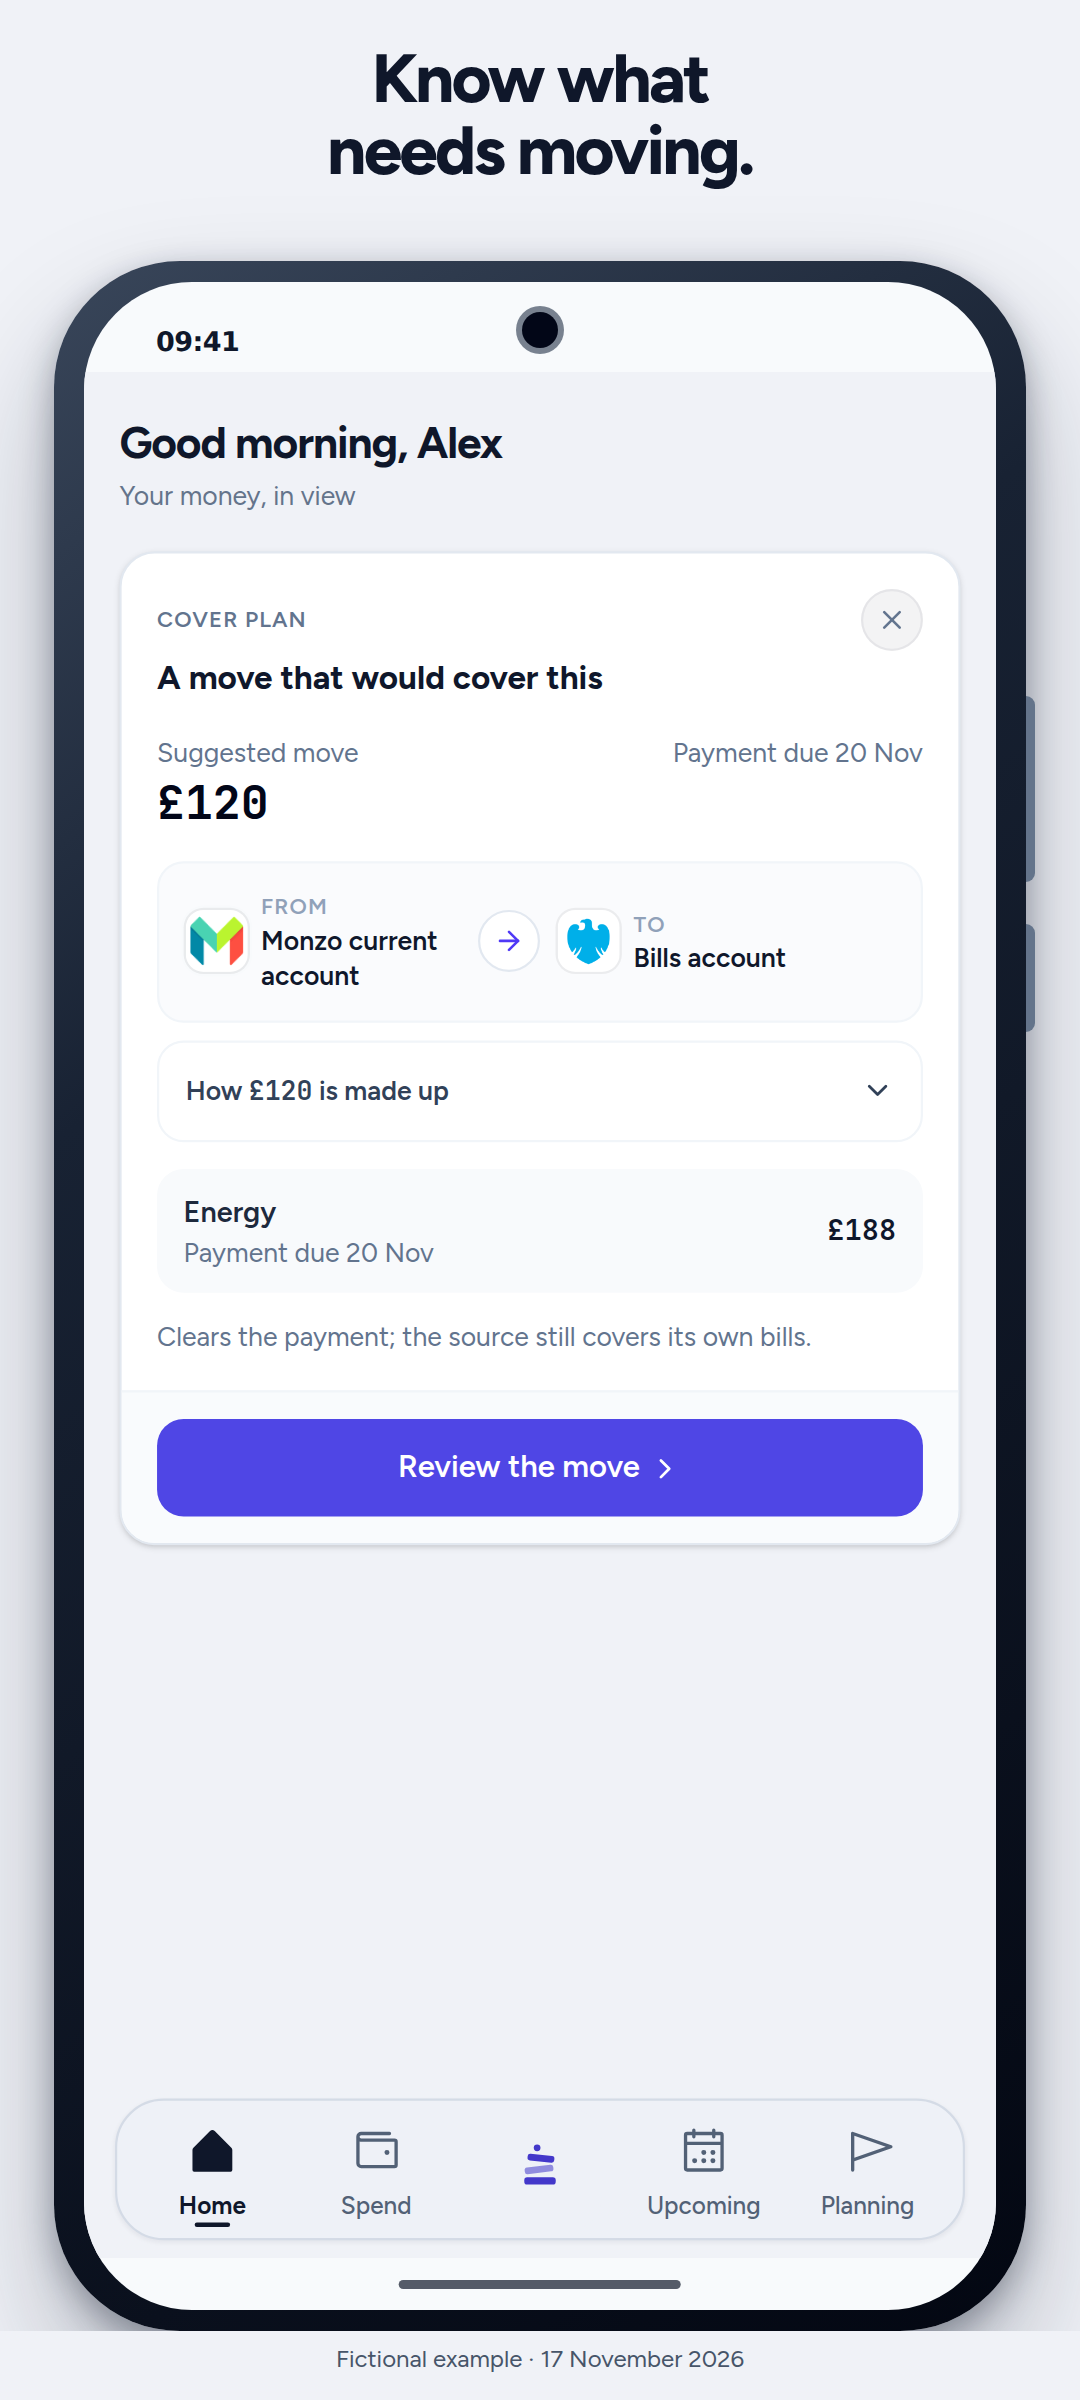 Know what
needs moving.
09:41
Good morning, Alex
Your money, in view
COVER PLAN
A move that would cover this
Suggested move
Payment due 20 Nov
£120
FROM
Monzo current
account
TO
Bills account
How £120 is made up
Energy
Payment due 20 Nov
£188
Clears the payment; the source still covers its own bills.
Review the move
Home
Spend
Upcoming
Planning
Fictional example · 17 November 2026